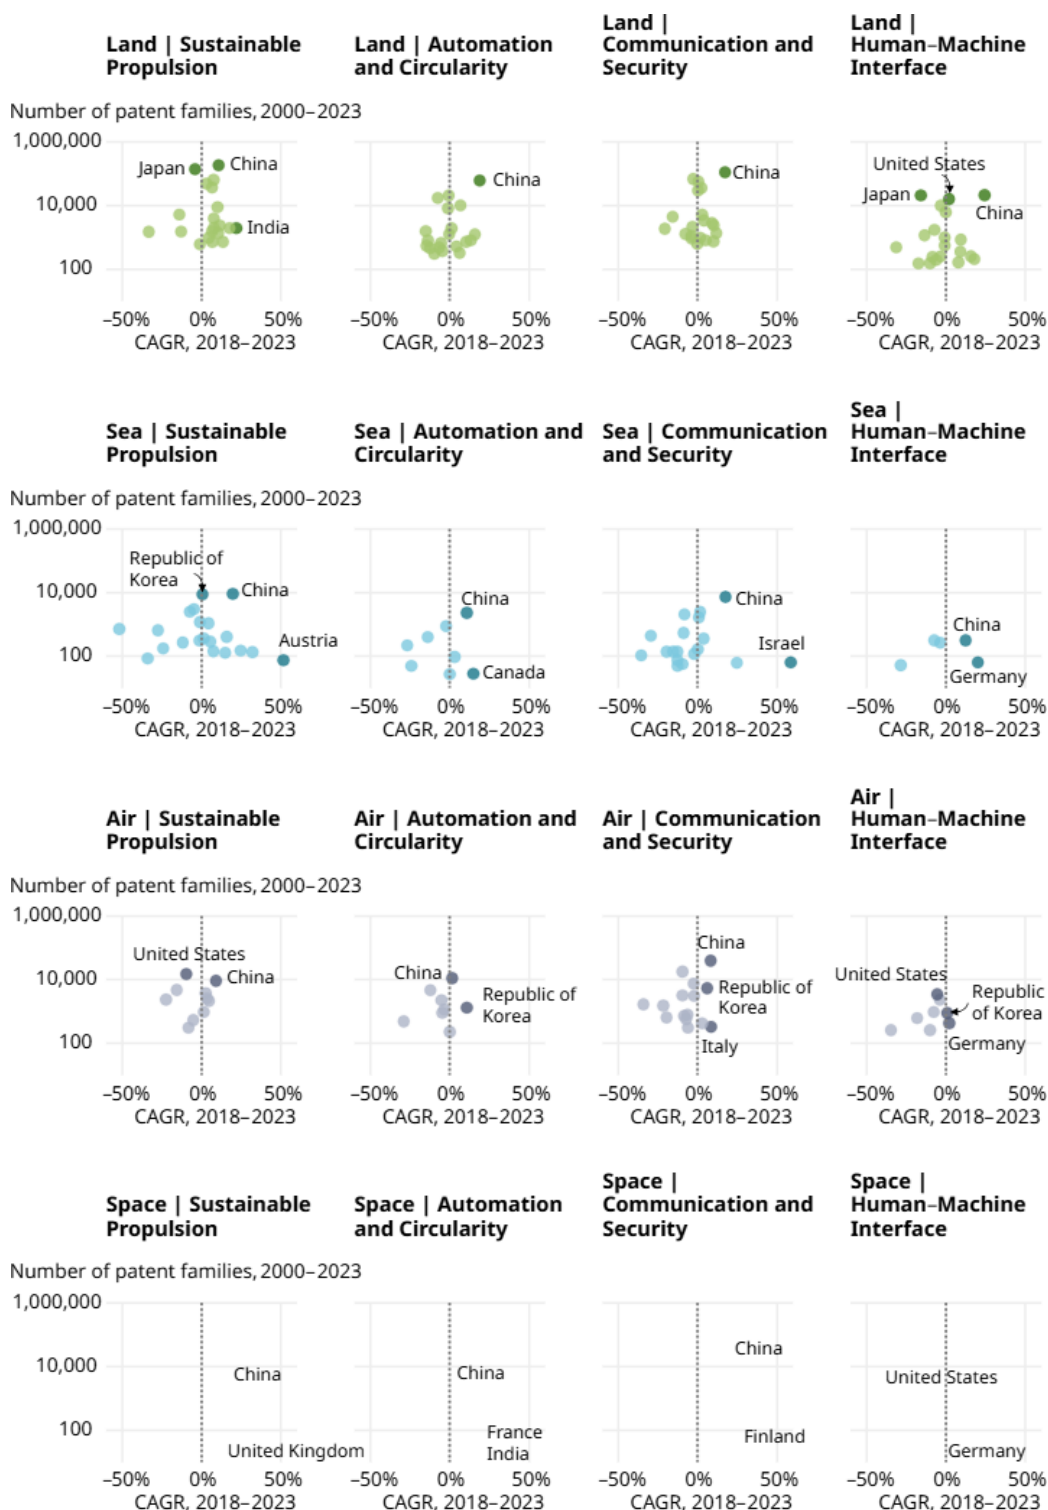 Land | Sustainable
Propulsion
Land | Automation
and Circularity
Land |
Communication and
Security
Land |
Human–Machine
Interface
Number of patent families, 2000–2023
1,000,000
10,000
100
Japan
China
India
–50%
0%
50%
CAGR, 2018–2023
China
–50%
0%
50%
CAGR, 2018–2023
China
–50%
0%
50%
CAGR, 2018–2023
United States
Japan
China
–50%
0%
50%
CAGR, 2018–2023
Sea | Sustainable
Propulsion
Sea | Automation and
Circularity
Sea | Communication
and Security
Sea |
Human–Machine
Interface
Number of patent families, 2000–2023
1,000,000
10,000
100
Republic of
Korea
China
Austria
–50%
0%
50%
CAGR, 2018–2023
China
Canada
–50%
0%
50%
CAGR, 2018–2023
China
Israel
–50%
0%
50%
CAGR, 2018–2023
China
Germany
–50%
0%
50%
CAGR, 2018–2023
Air | Sustainable
Propulsion
Air | Automation and
Circularity
Air | Communication
and Security
Air |
Human–Machine
Interface
Number of patent families, 2000–2023
1,000,000
10,000
100
United States
China
–50%
0%
50%
CAGR, 2018–2023
China
Republic of
Korea
–50%
0%
50%
CAGR, 2018–2023
China
Republic of
Korea
Italy
–50%
0%
50%
CAGR, 2018–2023
United States
Republic
of Korea
Germany
–50%
0%
50%
CAGR, 2018–2023
Space | Sustainable
Propulsion
Space | Automation
and Circularity
Space |
Communication and
Security
Space |
Human–Machine
Interface
Number of patent families, 2000–2023
1,000,000
10,000
100
China
United Kingdom
–50%
0%
50%
CAGR, 2018–2023
China
France
India
–50%
0%
50%
CAGR, 2018–2023
China
Finland
–50%
0%
50%
CAGR, 2018–2023
United States
Germany
–50%
0%
50%
CAGR, 2018–2023